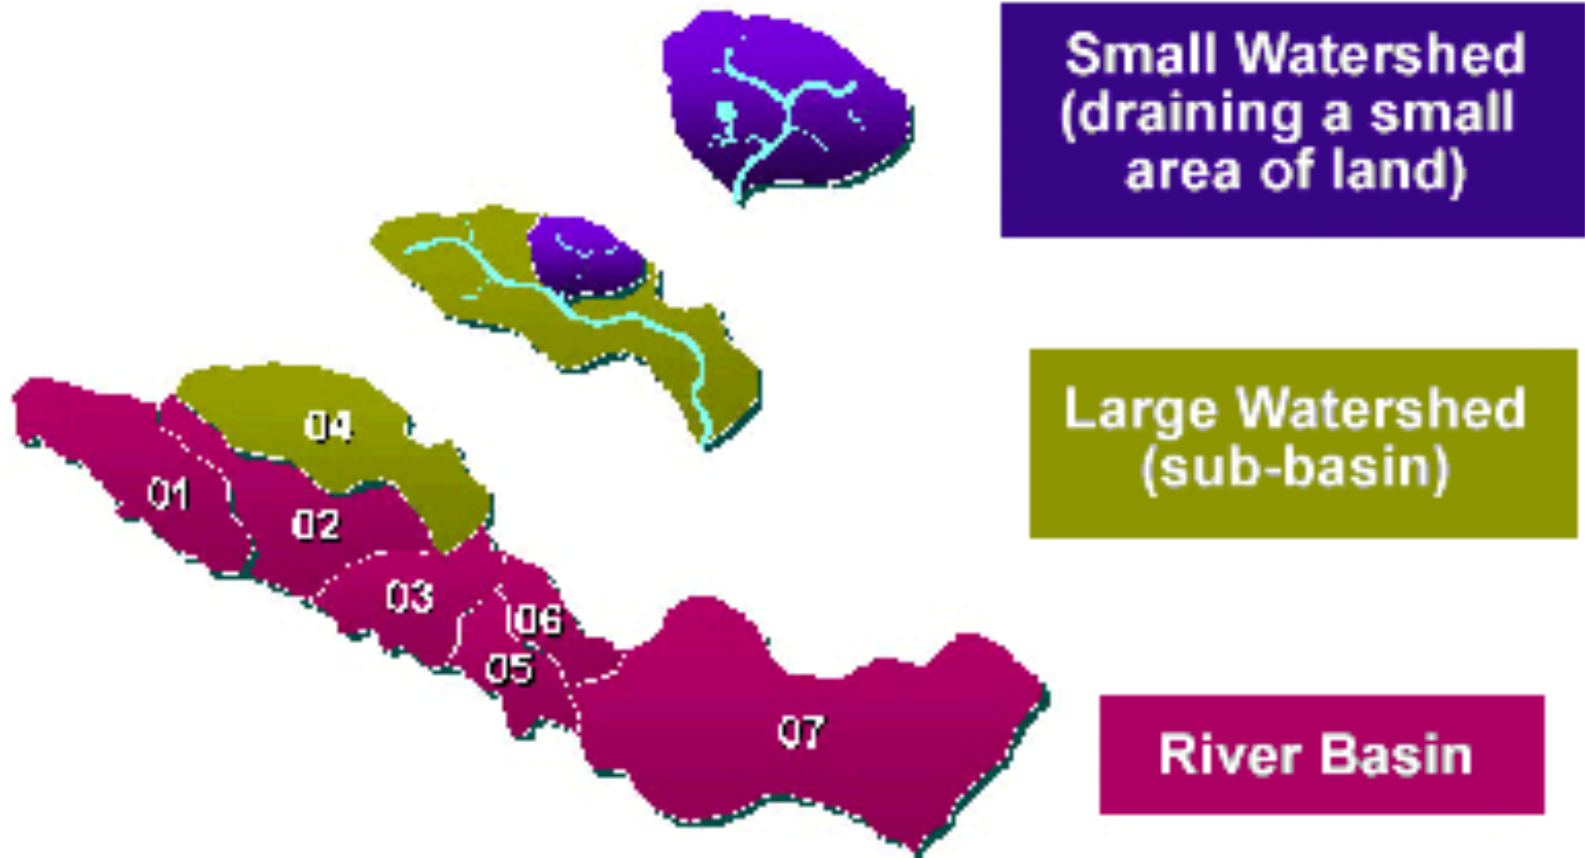 Small Watershed
(draining a small
area of land)
Large Watershed
(sub-basin)
04
01
02
03
06
05
07
River Basin